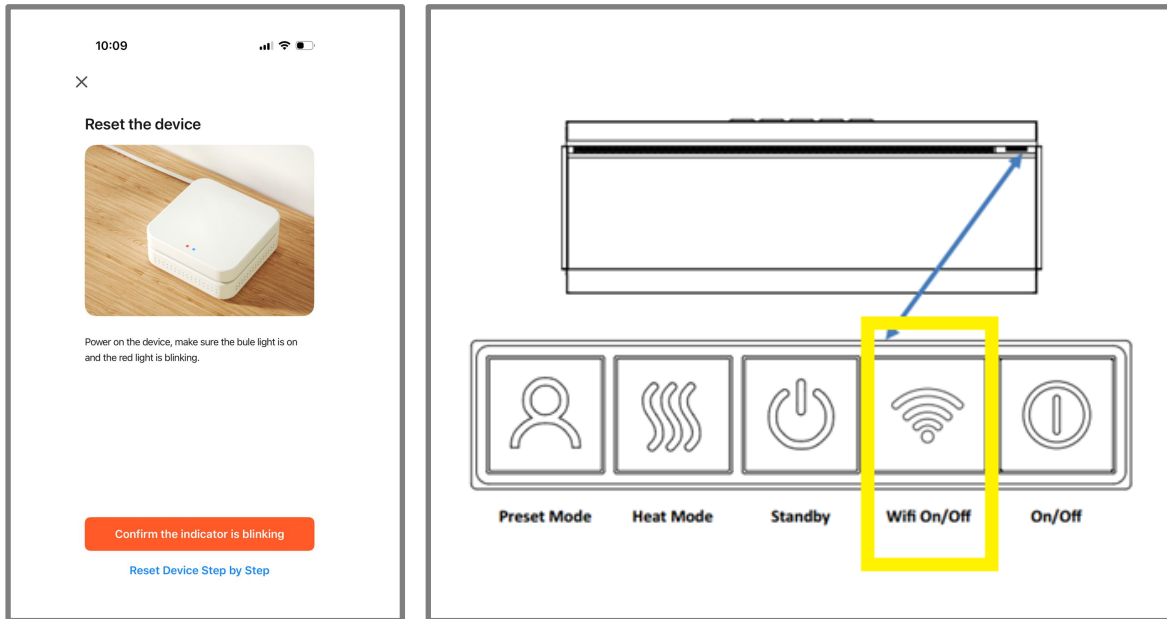 10:09
Reset the device
Power on the device, make sure the bule light is on
and the red light is blinking.
Confirm the indicator is blinking
Reset Device Step by Step
Preset Mode
Heat Mode
Standby
Wifi On/Off
On/Off